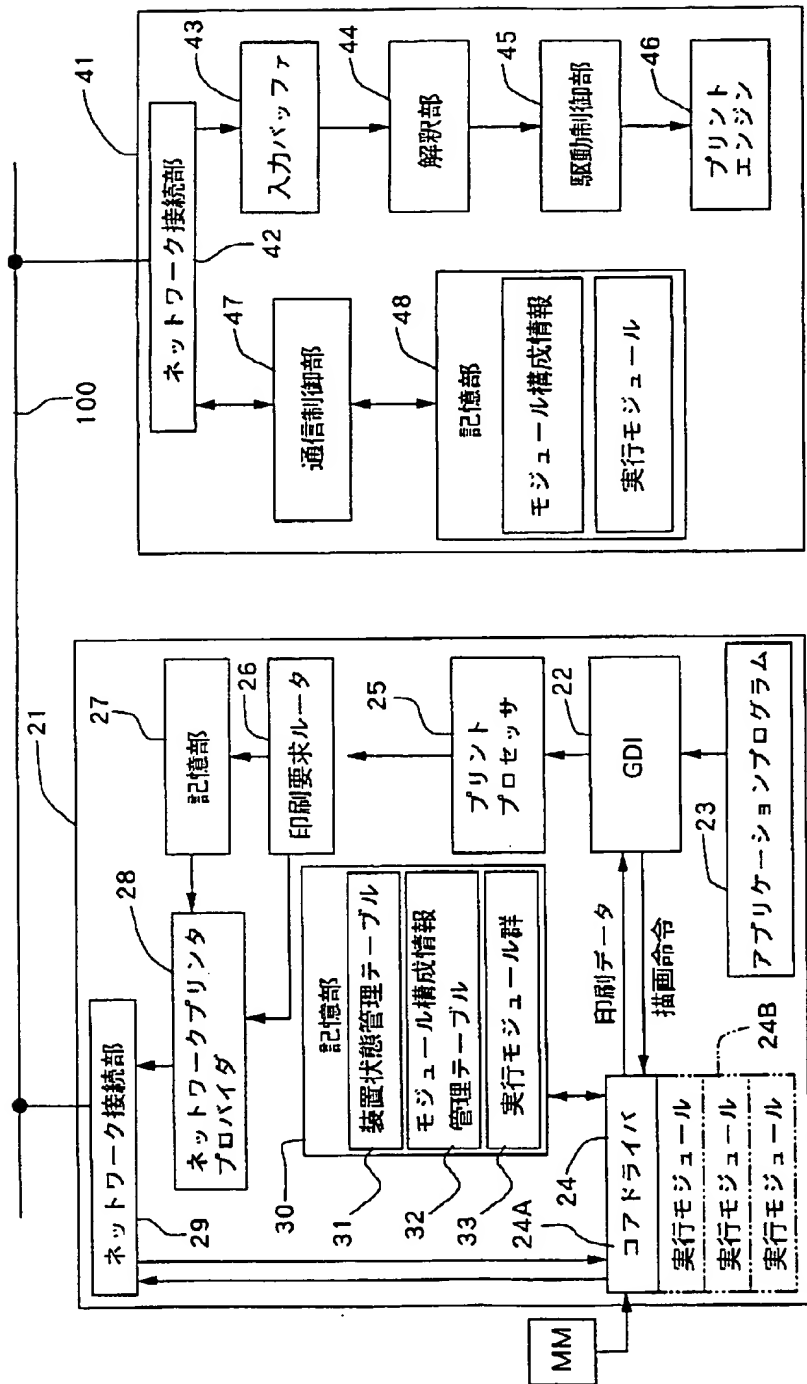 100
21
ネットワーク接続部
29
ネットワークプリンタ
プロバイダ
28
記憶部
27
印刷要求ルータ
26
記憶部
30
装置状態管理テーブル
31
モジュール構成情報
管理テーブル
32
実行モジュール群
33
プリント
プロセッサ
25
GDI
22
アプリケーションプログラム
23
印刷データ
描画命令
コアドライバ
24
24A
実行モジュール
実行モジュール
実行モジュール
24B
MM
41
ネットワーク接続部
42
入力バッファ
43
解釈部
44
駆動制御部
45
プリント
エンジン
46
通信制御部
47
記憶部
48
モジュール構成情報
実行モジュール